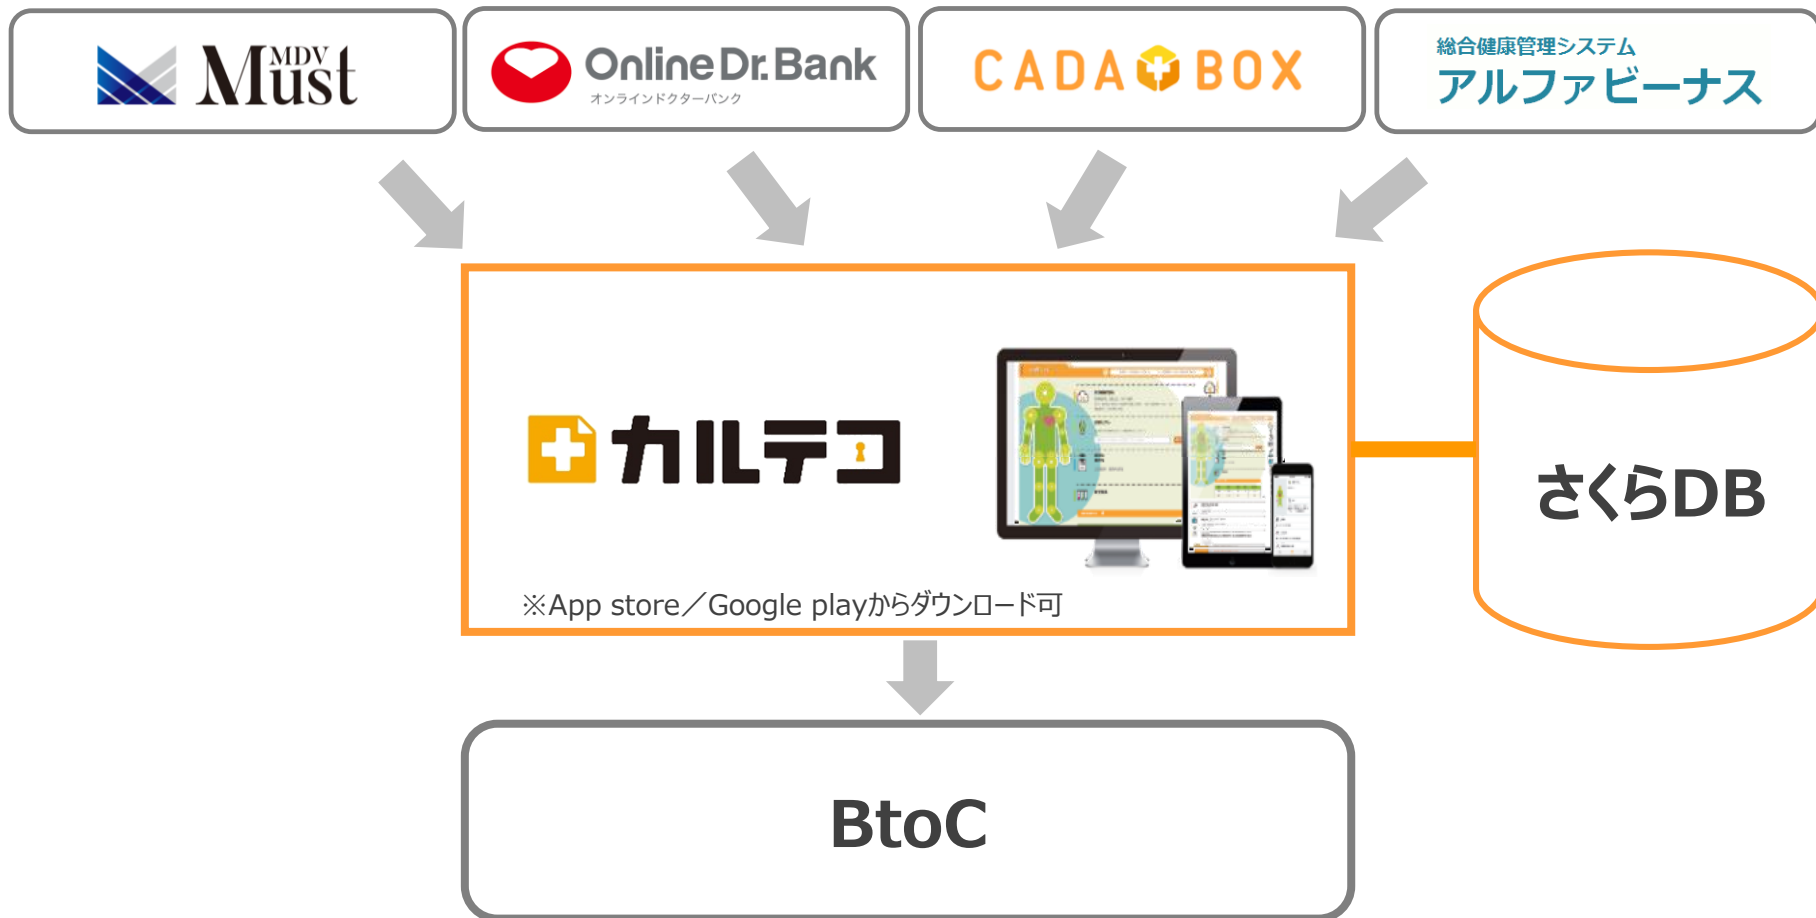 MDV
Must
Online Dr. Bank
オンラインドクターバンク
CADA BOX
総合健康管理システム
アルファビーナス
カルテコ
※App store／Google playからダウンロード可
さくらDB
BtoC